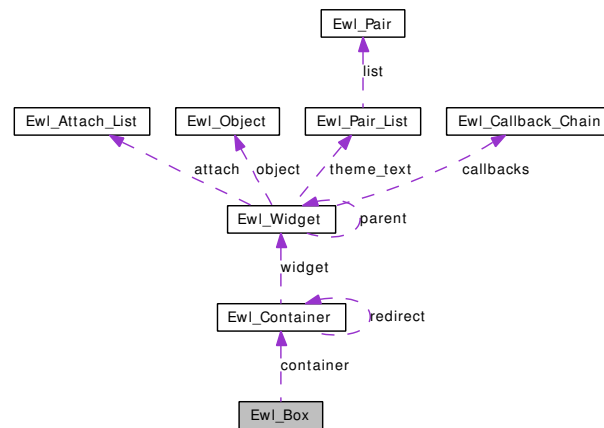 Ewl_Pair
list
Ewl_Attach_List
Ewl_Object
Ewl_Pair_List
Ewl_Callback_Chain
attach
object
theme_text
callbacks
Ewl_Widget
parent
widget
Ewl_Container
redirect
container
Ewl_Box